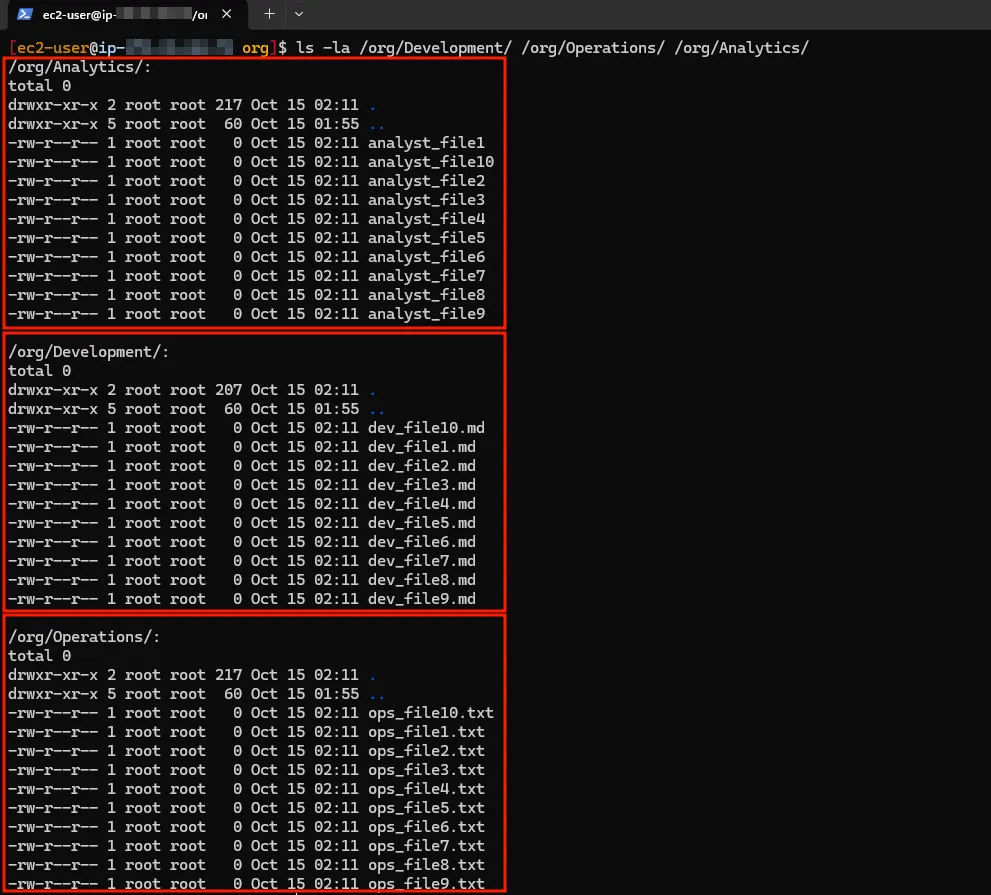 ec2-user@ip- /or
[ec2-user@ip- org]$ ls -la /org/Development/ /org/Operations/ /org/Analytics/
/org/Analytics/:
total 0
drwxr-xr-x 2 root root 217 Oct 15 02:11 .
drwxr-xr-x 5 root root  60 Oct 15 01:55 ..
-rw-r--r-- 1 root root   0 Oct 15 02:11 analyst_file1
-rw-r--r-- 1 root root   0 Oct 15 02:11 analyst_file10
-rw-r--r-- 1 root root   0 Oct 15 02:11 analyst_file2
-rw-r--r-- 1 root root   0 Oct 15 02:11 analyst_file3
-rw-r--r-- 1 root root   0 Oct 15 02:11 analyst_file4
-rw-r--r-- 1 root root   0 Oct 15 02:11 analyst_file5
-rw-r--r-- 1 root root   0 Oct 15 02:11 analyst_file6
-rw-r--r-- 1 root root   0 Oct 15 02:11 analyst_file7
-rw-r--r-- 1 root root   0 Oct 15 02:11 analyst_file8
-rw-r--r-- 1 root root   0 Oct 15 02:11 analyst_file9
/org/Development/:
total 0
drwxr-xr-x 2 root root 207 Oct 15 02:11 .
drwxr-xr-x 5 root root  60 Oct 15 01:55 ..
-rw-r--r-- 1 root root   0 Oct 15 02:11 dev_file10.md
-rw-r--r-- 1 root root   0 Oct 15 02:11 dev_file1.md
-rw-r--r-- 1 root root   0 Oct 15 02:11 dev_file2.md
-rw-r--r-- 1 root root   0 Oct 15 02:11 dev_file3.md
-rw-r--r-- 1 root root   0 Oct 15 02:11 dev_file4.md
-rw-r--r-- 1 root root   0 Oct 15 02:11 dev_file5.md
-rw-r--r-- 1 root root   0 Oct 15 02:11 dev_file6.md
-rw-r--r-- 1 root root   0 Oct 15 02:11 dev_file7.md
-rw-r--r-- 1 root root   0 Oct 15 02:11 dev_file8.md
-rw-r--r-- 1 root root   0 Oct 15 02:11 dev_file9.md
/org/Operations/:
total 0
drwxr-xr-x 2 root root 217 Oct 15 02:11 .
drwxr-xr-x 5 root root  60 Oct 15 01:55 ..
-rw-r--r-- 1 root root   0 Oct 15 02:11 ops_file10.txt
-rw-r--r-- 1 root root   0 Oct 15 02:11 ops_file1.txt
-rw-r--r-- 1 root root   0 Oct 15 02:11 ops_file2.txt
-rw-r--r-- 1 root root   0 Oct 15 02:11 ops_file3.txt
-rw-r--r-- 1 root root   0 Oct 15 02:11 ops_file4.txt
-rw-r--r-- 1 root root   0 Oct 15 02:11 ops_file5.txt
-rw-r--r-- 1 root root   0 Oct 15 02:11 ops_file6.txt
-rw-r--r-- 1 root root   0 Oct 15 02:11 ops_file7.txt
-rw-r--r-- 1 root root   0 Oct 15 02:11 ops_file8.txt
-rw-r--r-- 1 root root   0 Oct 15 02:11 ops_file9.txt